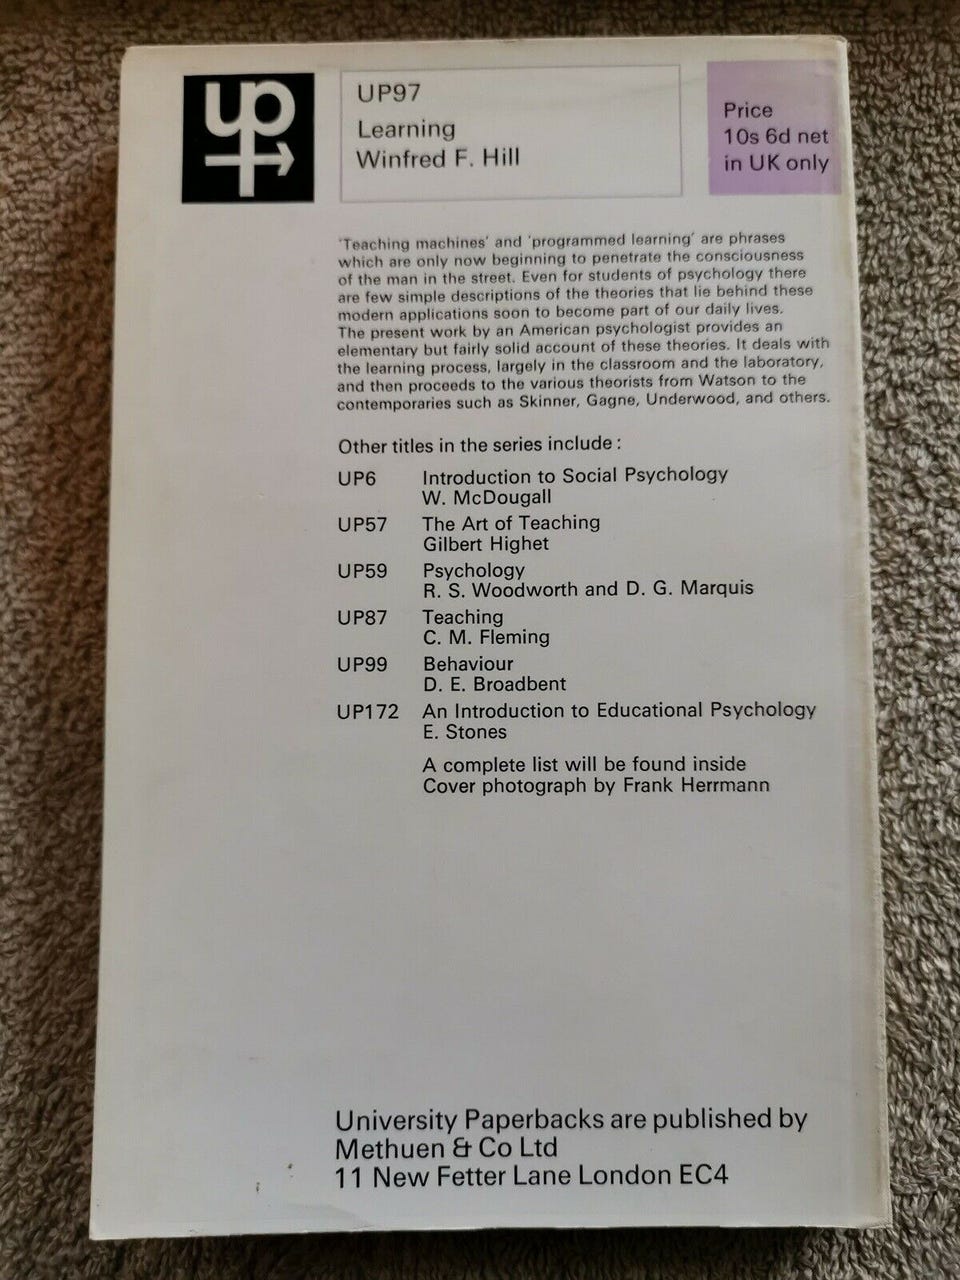 up
UP97
Learning
Winfred F. Hill
Price
10s 6d net
in UK only
'Teaching machines' and 'programmed learning' are phrases
which are only now beginning to penetrate the consciousness
of the man in the street. Even for students of psychology there
are few simple descriptions of the theories that lie behind these
modern applications soon to become part of our daily lives.
The present work by an American psychologist provides an
elementary but fairly solid account of these theories. It deals with
the learning process, largely in the classroom and the laboratory,
and then proceeds to the various theorists from Watson to the
contemporaries such as Skinner, Gagne, Underwood, and others.
Other titles in the series include :
UP6 Introduction to Social Psychology
W. McDougall
UP57 The Art of Teaching
Gilbert Highet
UP59 Psychology
R. S. Woodworth and D. G. Marquis
UP87 Teaching
C. M. Fleming
UP99 Behaviour
D. E. Broadbent
UP172 An Introduction to Educational Psychology
E. Stones
A complete list will be found inside
Cover photograph by Frank Herrmann
University Paperbacks are published by
Methuen & Co Ltd
11 New Fetter Lane London EC4